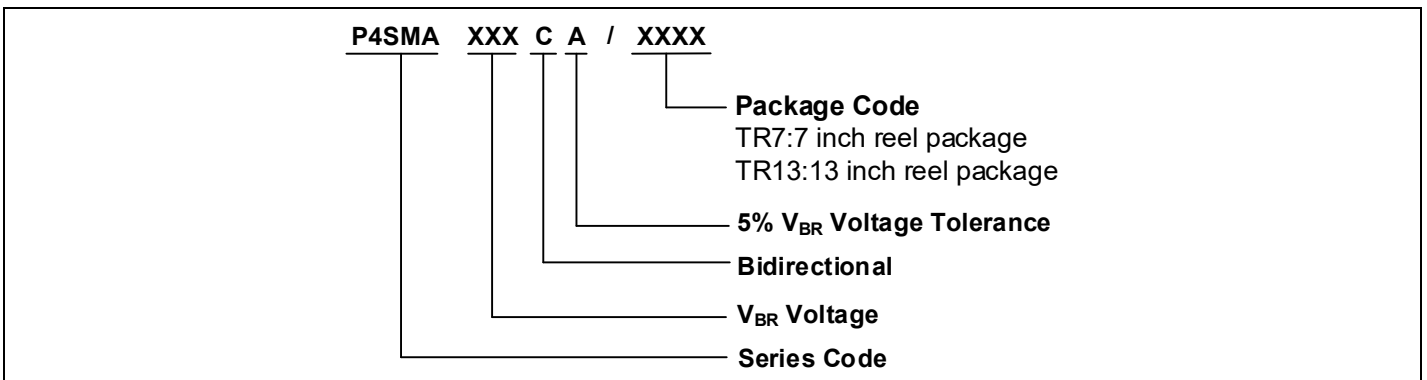 P4SMA XXX C A / XXXX
Package Code
TR7:7 inch reel package
TR13:13 inch reel package
5% VBR Voltage Tolerance
Bidirectional
VBR Voltage
Series Code